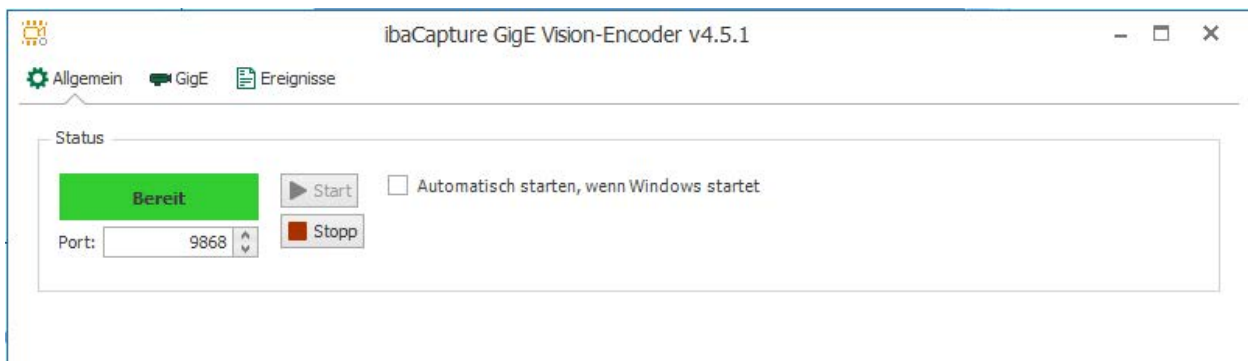 ibaCapture GigE Vision-Encoder v4.5.1
Allgemein GigE Ereignisse
Status
Bereit
Start
Automatisch starten, wenn Windows startet
Port: 9868
Stopp